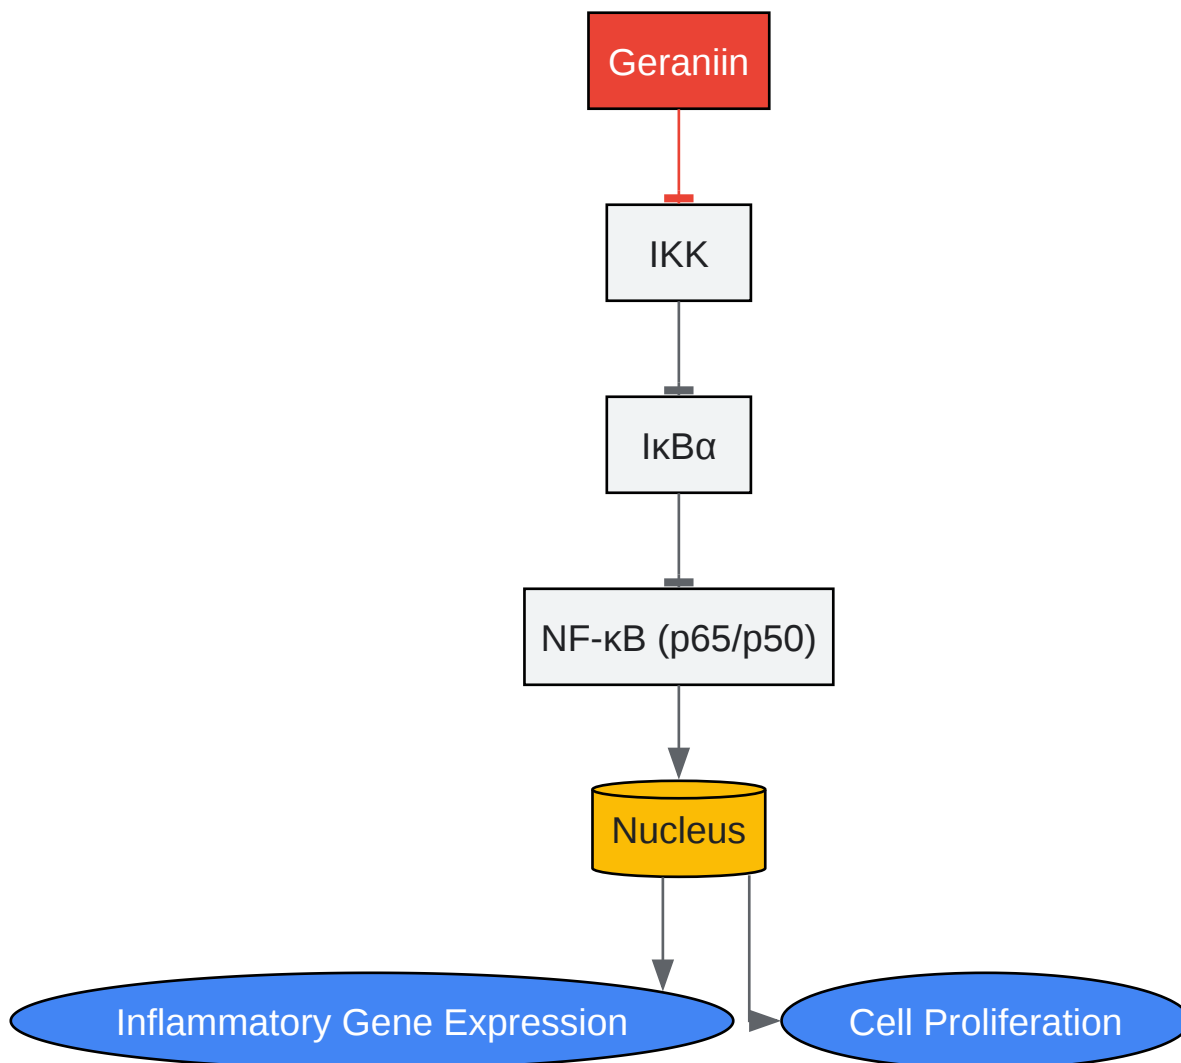 Geraniin
IKK
IκBα
NF-κB (p65/p50)
Nucleus
Inflammatory Gene Expression
Cell Proliferation